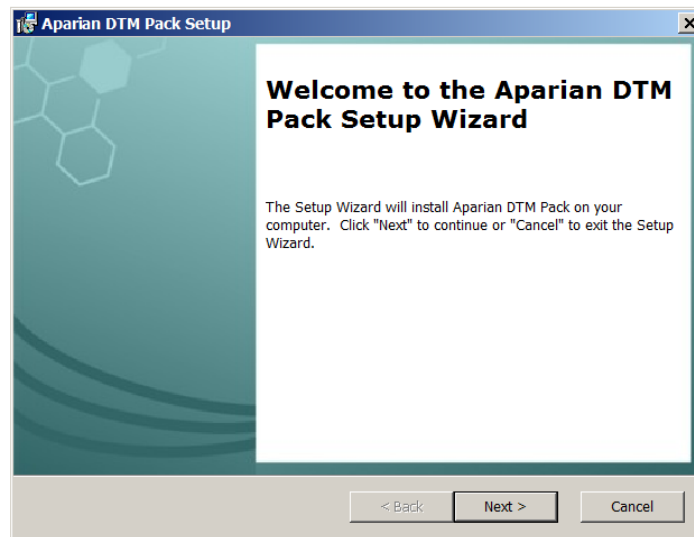 Aparian DTM Pack Setup
Welcome to the Aparian DTM
Pack Setup Wizard
The Setup Wizard will install Aparian DTM Pack on your
computer.  Click "Next" to continue or "Cancel" to exit the Setup
Wizard.
< Back
Next >
Cancel